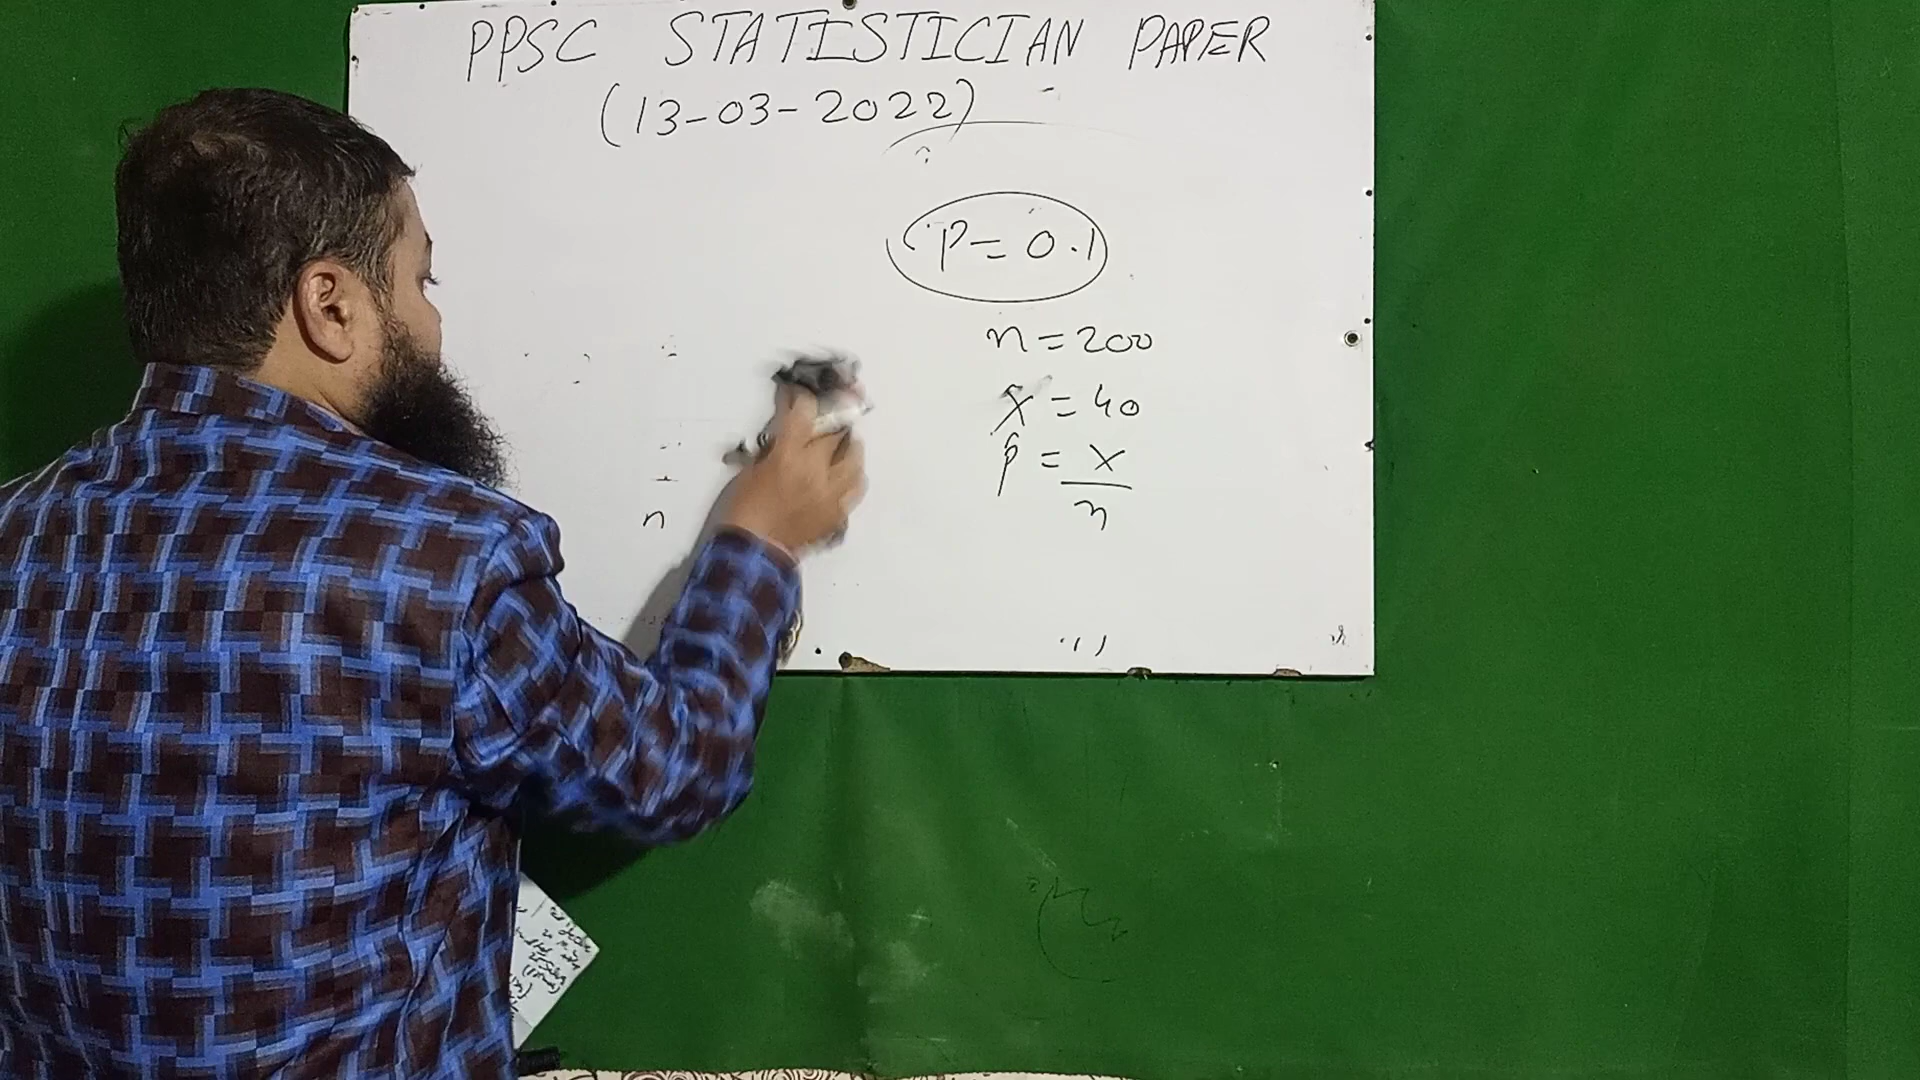 PPSC STATISTICIAN PAPER
(13-03-2022)
P = 0.1
n = 200
X = 40
p̂ = X
n
n